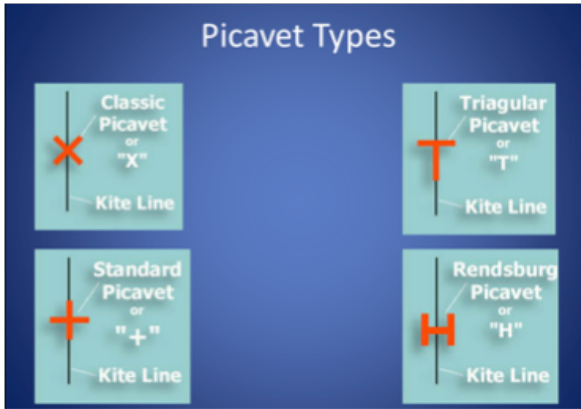 Picavet Types
Classic
Picavet
or
"X"
Kite Line
Triagular
Picavet
or
"T"
Kite Line
Standard
Picavet
or
"+"
Kite Line
Rendsburg
Picavet
or
"H"
Kite Line